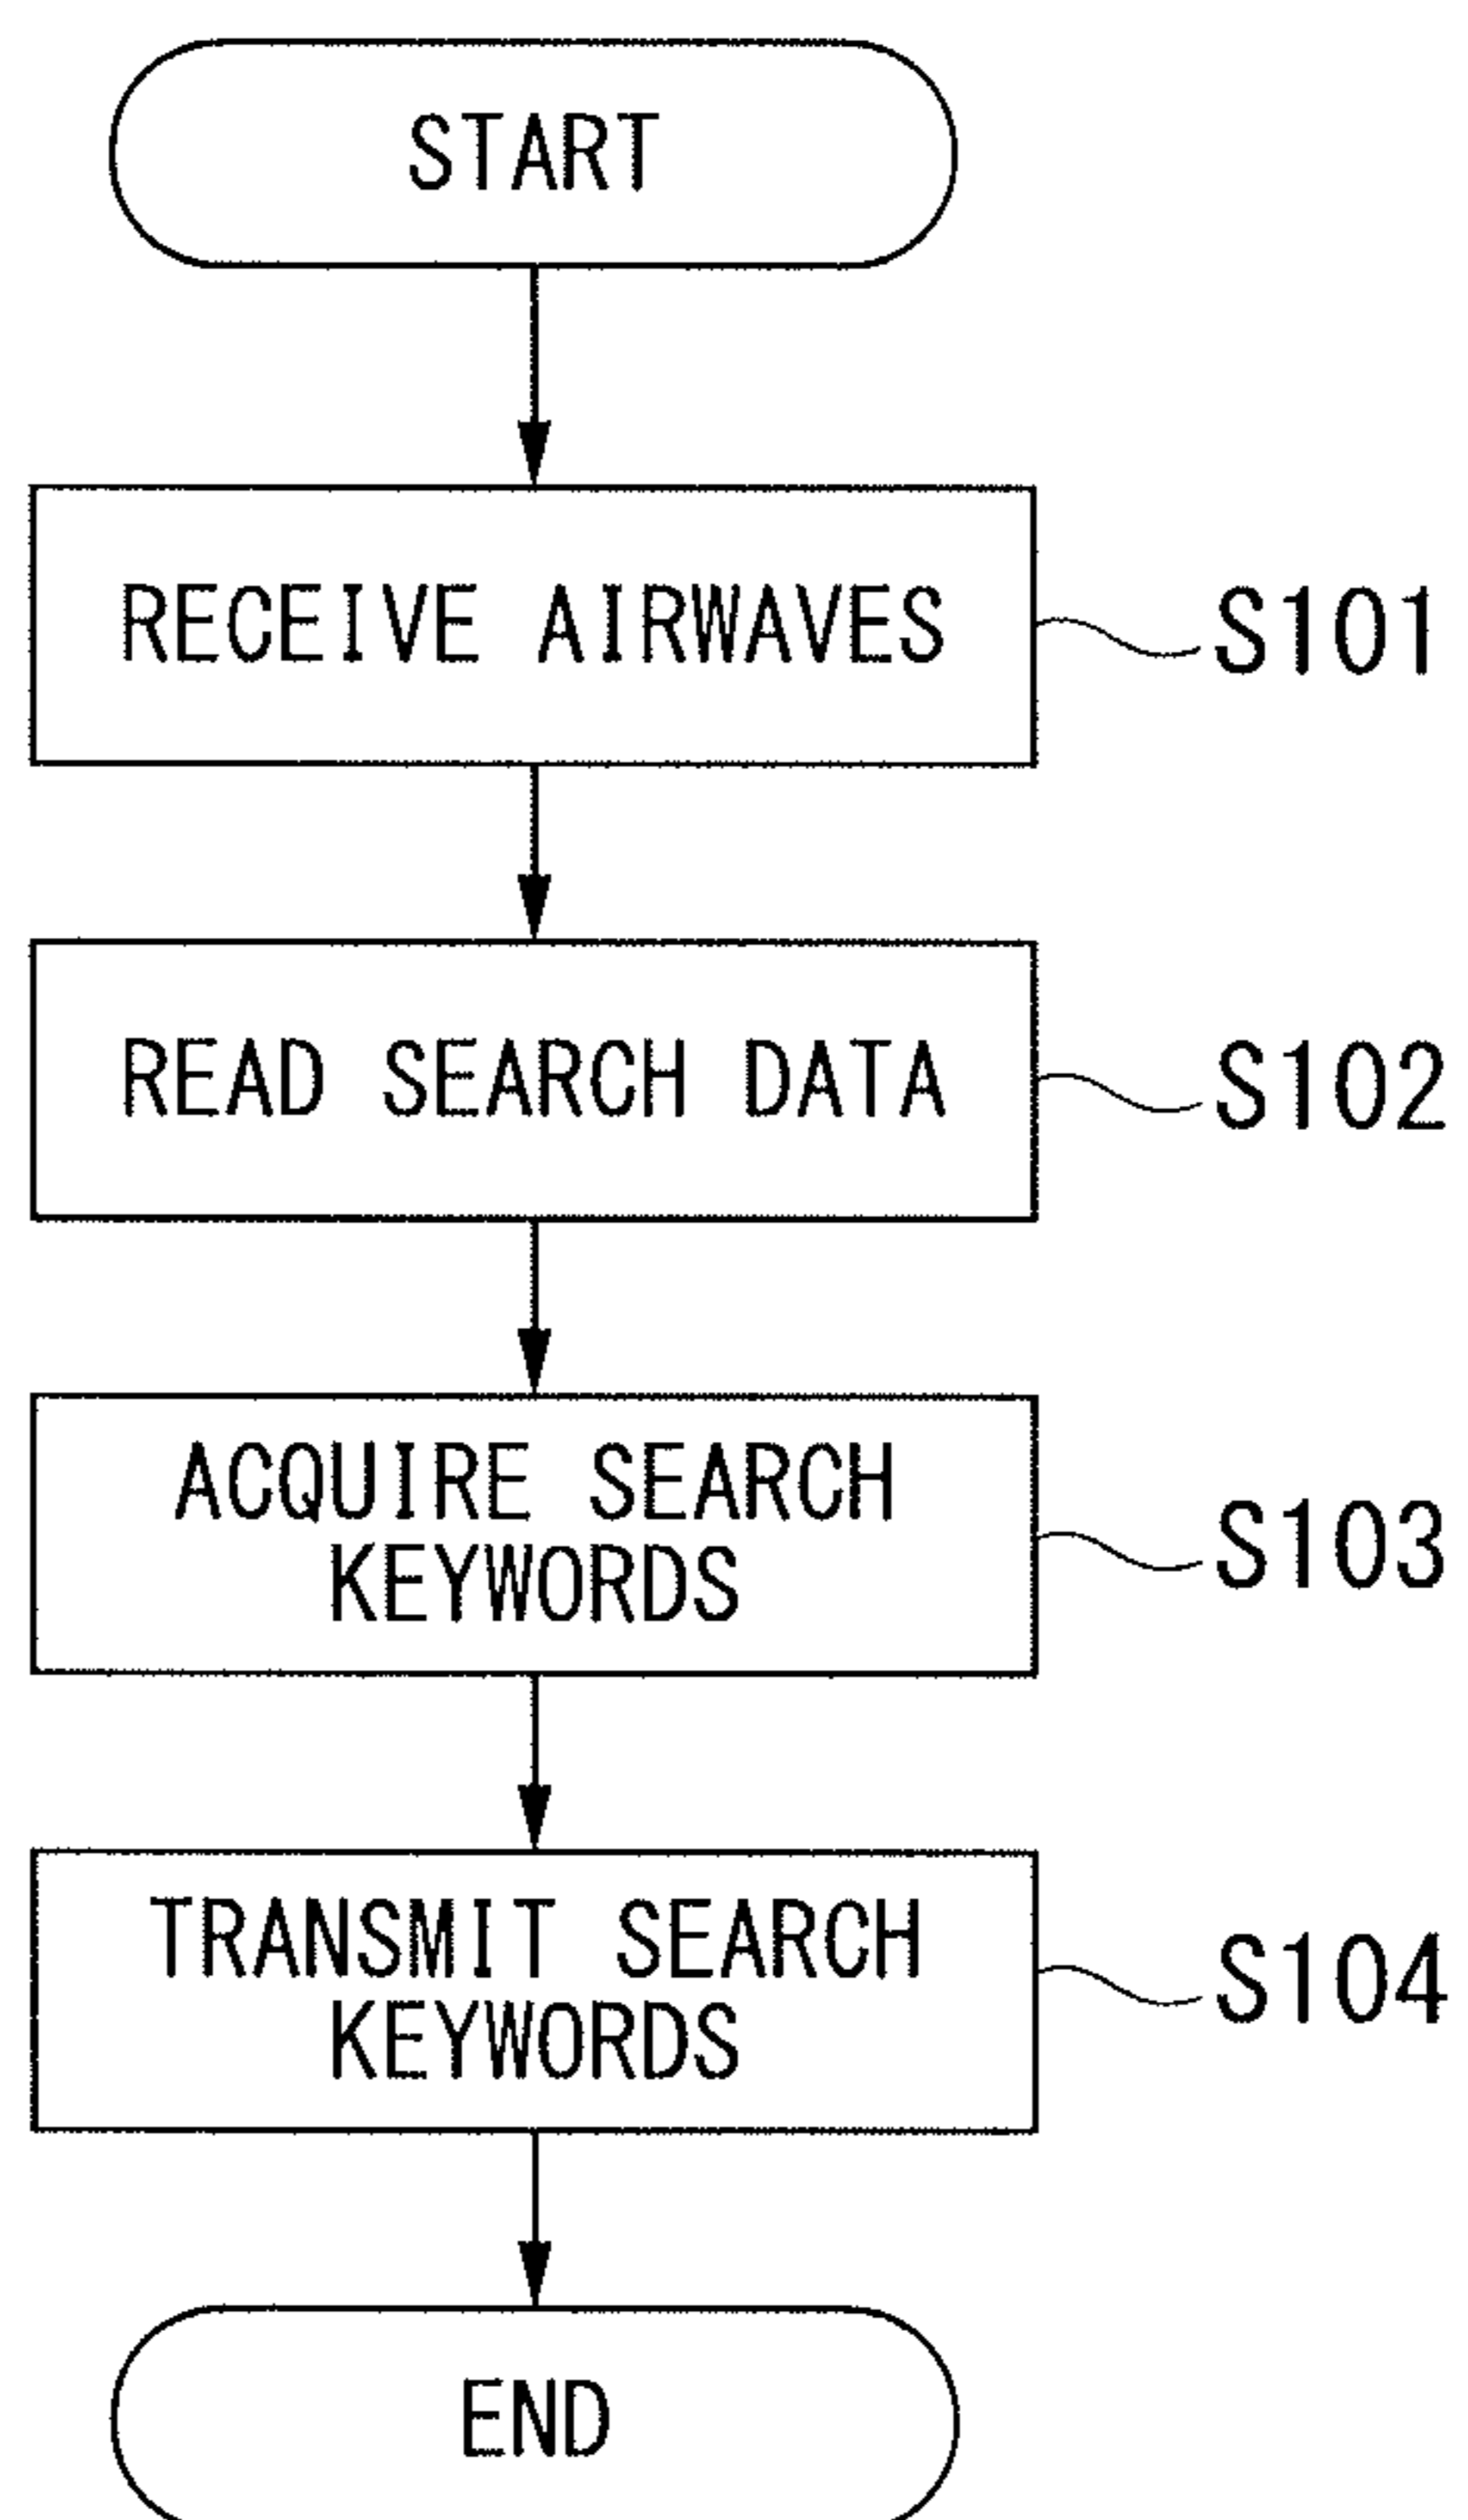 START
RECEIVE AIRWAVES
S101
READ SEARCH DATA
S102
ACQUIRE SEARCH
KEYWORDS
S103
TRANSMIT SEARCH
KEYWORDS
S104
END